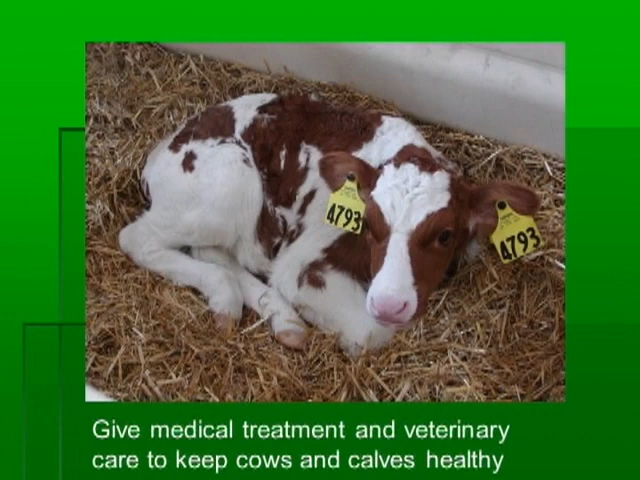 4793
4793
Give medical treatment and veterinary
care to keep cows and calves healthy